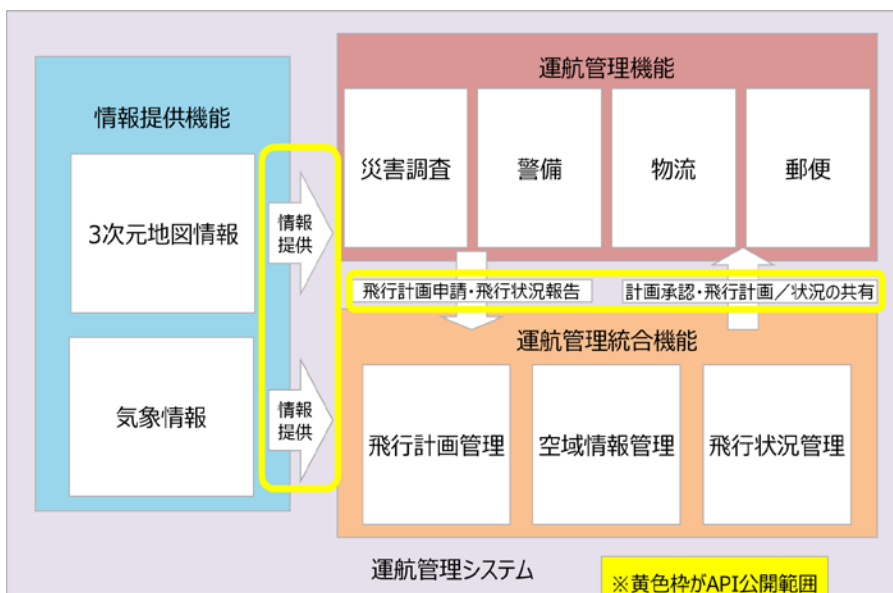 情報提供機能
3次元地図情報
気象情報
情報
提供
情報
提供
運航管理機能
災害調査
警備
物流
郵便
飛行計画申請・飛行状況報告
計画承認・飛行計画／状況の共有
運航管理統合機能
飛行計画管理
空域情報管理
飛行状況管理
運航管理システム
※黄色枠がAPI公開範囲